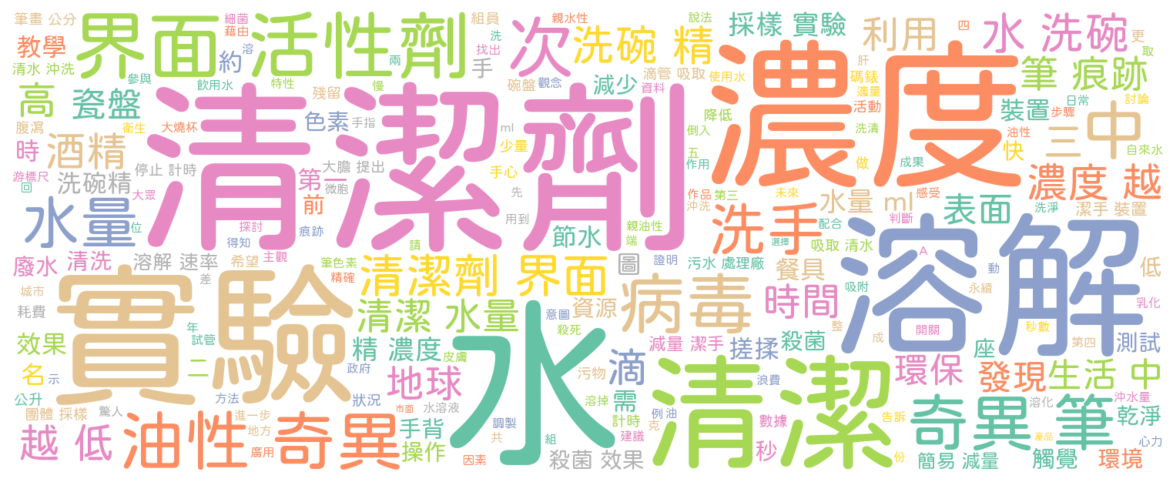 筆畫 公分
界面活性劑
細菌
藉由
組員
洗
找出
次
親水性
洗碗 精
說法
採樣 實驗
利用
四
水 洗碗
更
取
教學
清水 沖洗
參與
約
兩
溶
手
碗盤
觀念
滴管 吸取
使用水
肝
碼錶
適量
筆 痕跡
高 瓷盤
飲用水
特性
慢
減少
資料
濃度
日常
討論
殘留
降低
活動
裝置
步驟
三中
腹瀉
衛生
大燒杯
色素
手指
ml
少量
倒入
五
洗清
油性
快
自來水
清潔劑
時
酒精
停止 計時
大膽 提出
手心
作用
做
成果
游標尺
回
洗碗精
大眾
第一
微胞
先
作品
沖洗
第三
未來
感受
洗淨
濃度 越
水量
位
前
用到
親油性
端
洗手
水量 ml
表面
潔手 裝置
探討
痕跡
請
節水
選擇
配合
判斷
吸取 清水
得知
廢水
清洗
溶解 速率
希望
主觀
筆色素
精確
差
清潔劑 界面
圖
證明
污水 處理廠
餐具
吸附
A
動
永續
低
溶解
城市
耗費
實驗
清潔 水量
意圖
資源
病毒
時間
整
成
開關
秒數
乳化
第四
年
試管
殺死
水
效果
精 濃度
皮膚
減量 潔手
搓揉
殺菌
環保
座
測試
名
示
二
政府
污物
滴
浪費
清潔
發現
生活 中
公升
方法
狀況
地球
溶掉
需
溶化
沖水量
團體 採樣
驚人
進一步
地方
市面
水溶液
例
油
克
計時
數據
告訴
奇異 筆
乾淨
越 低
油性 奇異
手背
調製
共
組
建議
秒
產品
廣用
操作
因素
殺菌 效果
份
簡易 減量
觸覺
環境
心力